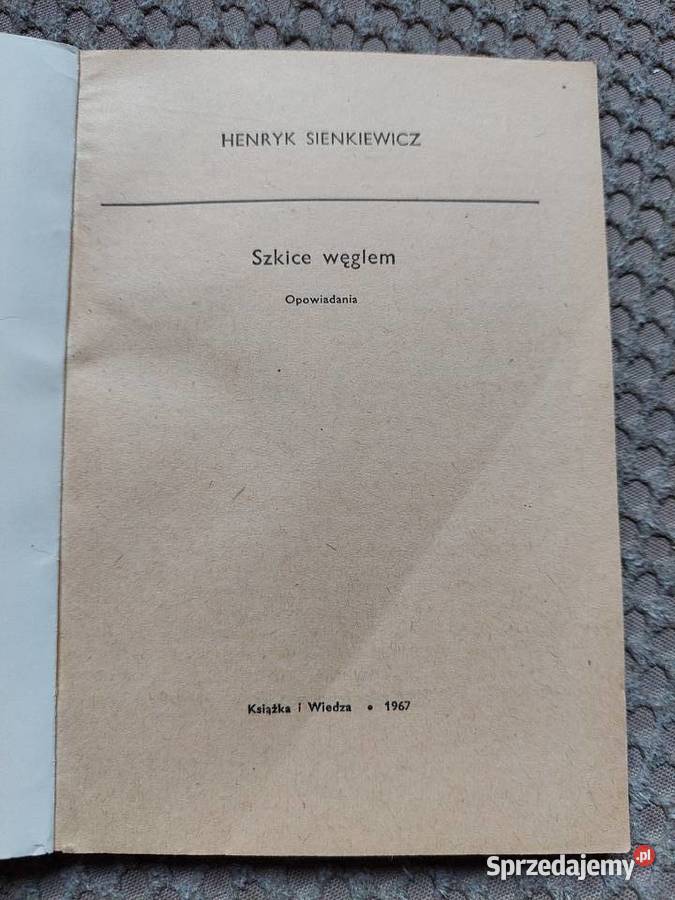 HENRYK SIENKIEWICZ
Szkice węglem
Opowiadania
Książka i Wiedza • 1967
Sprzedajemy.pl